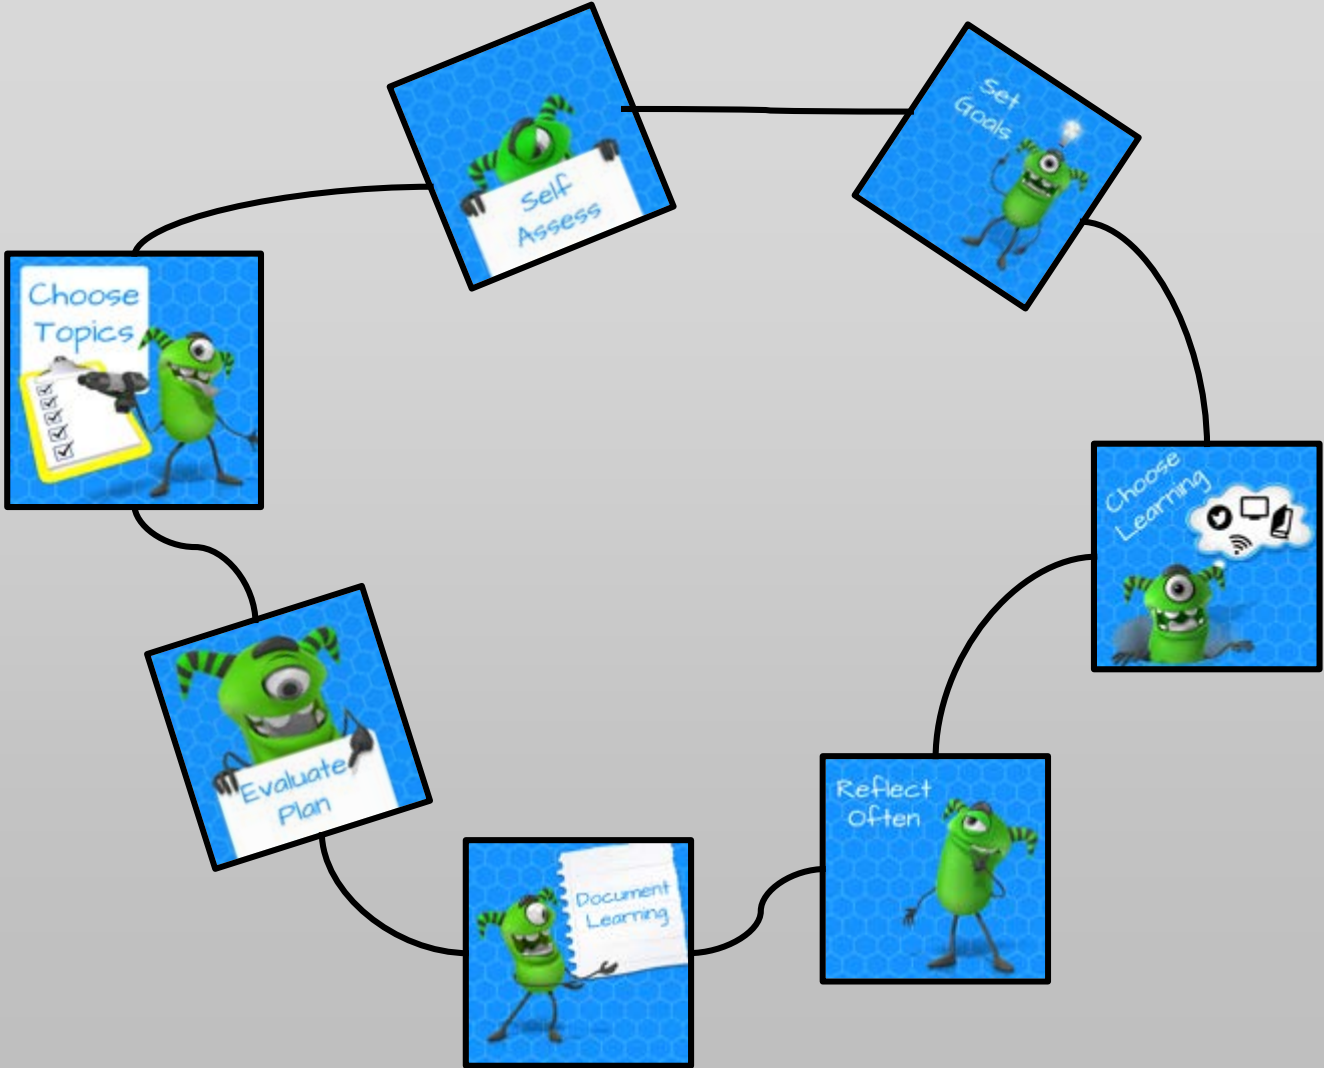 Self
Assess
Set
Goals
Choose
Topics
Choose
Learning
Evaluate
Plan
Reflect
Often
Document
Learning